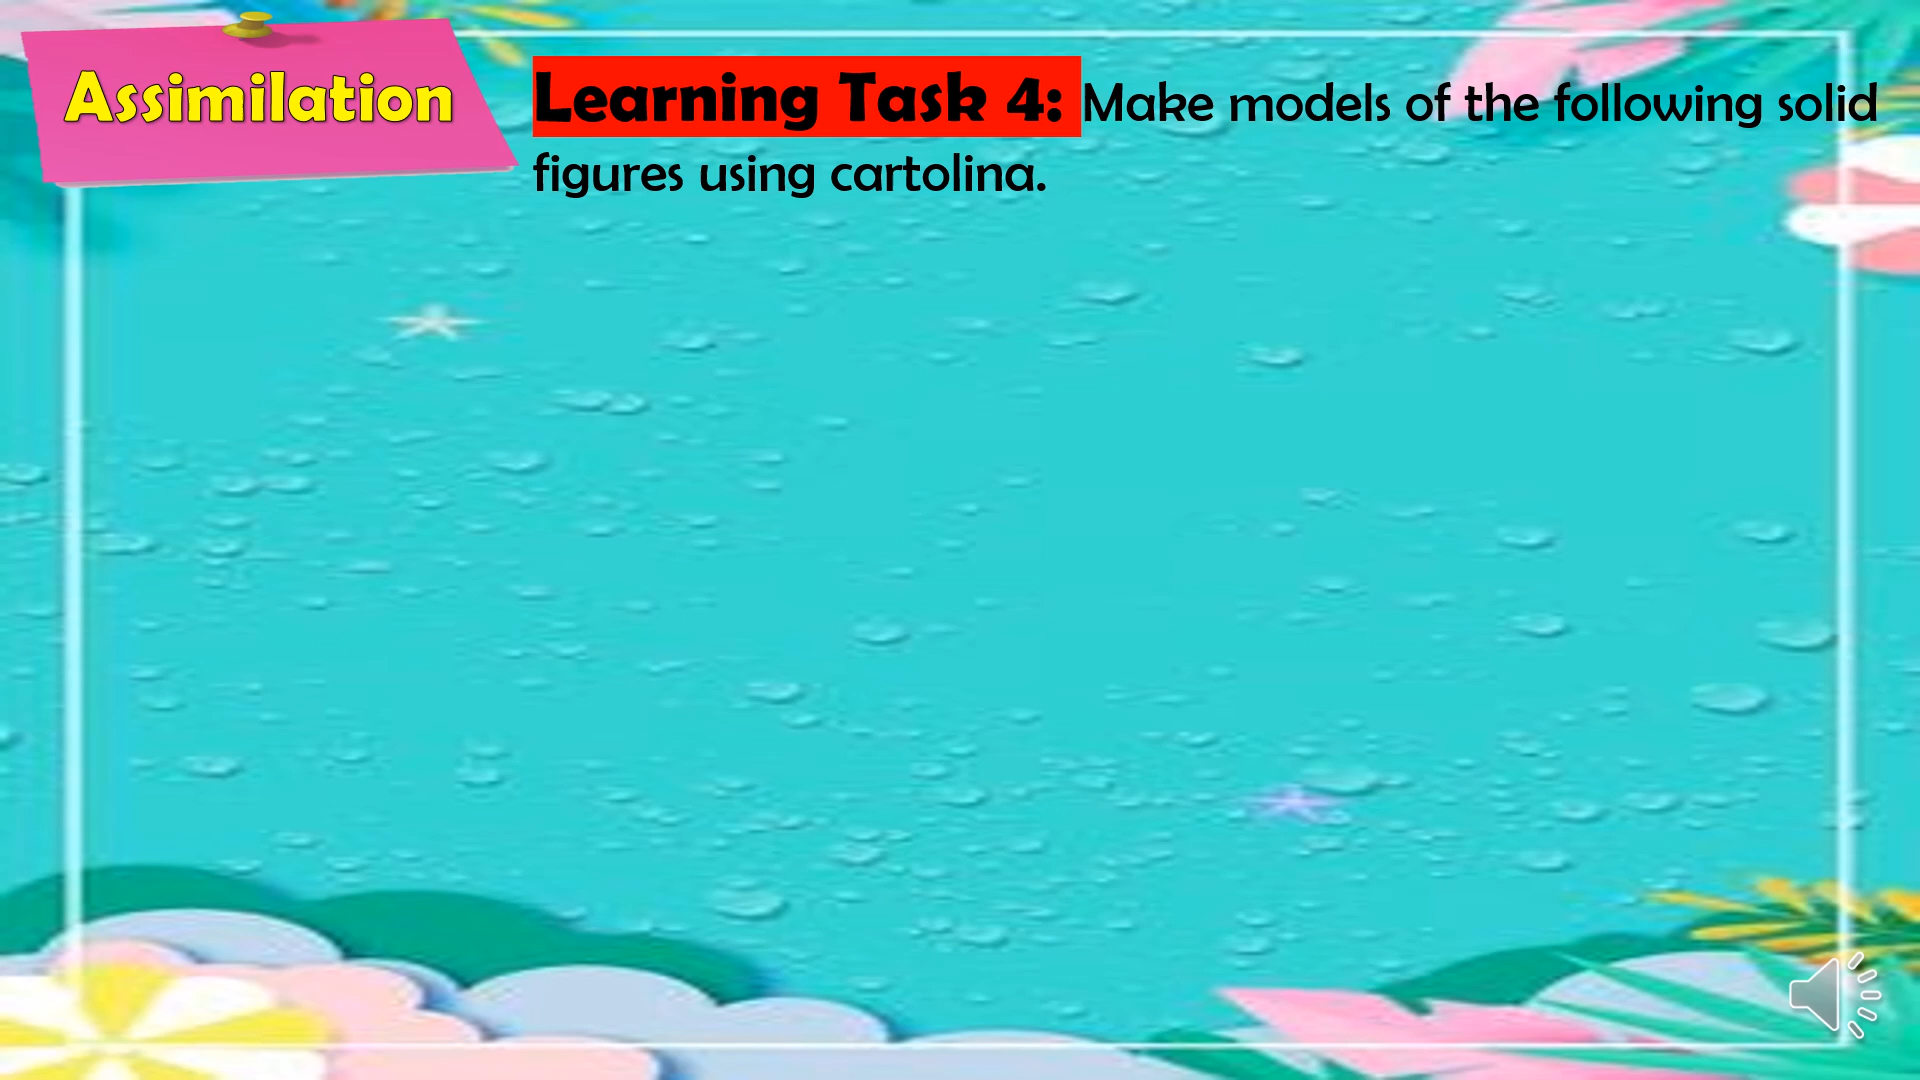 Assimilation
Learning Task 4: Make models of the following solid
figures using cartolina.